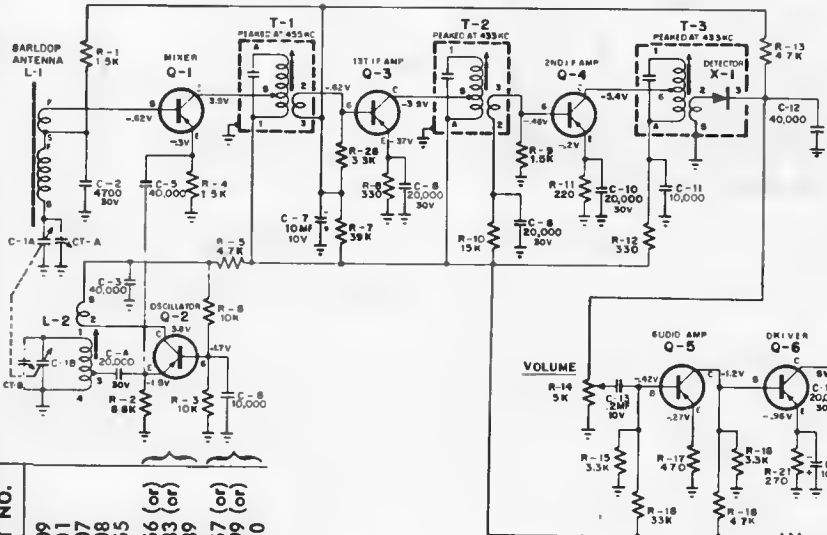 BARLOOP
ANTENNA
L-1
R-1
1.5K
MIXER
Q-1
T-1
PEAKED AT 455KC
1ST IF AMP
Q-3
T-2
PEAKED AT 455KC
2ND IF AMP
Q-4
T-3
PEAKED AT 455KC
DETECTOR
X-1
R-13
4.7K
C-12
40,000
-.62V
3.9V
-.3V
C-2
4700
30V
C-5
40,000
R-4
1.5K
-.62V
-3.9V
-.37V
R-28
3.3K
R-8
330
C-8
20,000
30V
C-7
10MF
10V
R-7
39K
-.46V
-5.4V
-.2V
R-9
1.5K
R-11
220
C-10
20,000
30V
C-11
10,000
R-10
15K
C-6
20,000
30V
R-12
330
C-1A
CT-A
R-5
4.7K
C-3
40,000
L-2
OSCILLATOR
Q-2
3.8V
R-6
10K
-1.7V
C-1B
CT-B
C-4
20,000
30V
-1.5V
R-2
6.8K
R-3
10K
C-6
10,000
VOLUME
R-14
5K
C-13
.2MF
10V
AUDIO AMP
Q-5
-.42V
-1.2V
-.27V
R-15
3.3K
R-17
470
R-18
3.3K
R-16
33K
R-18
4.7K
DRIVER
Q-6
-.96V
R-21
270
T NO.